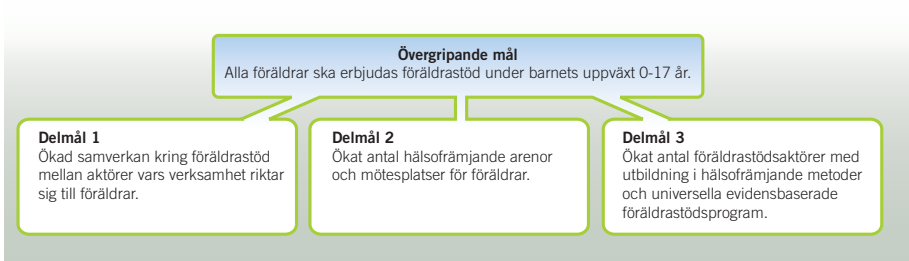 Övergripande mål
Alla föräldrar ska erbjudas föräldrastöd under barnets uppväxt 0-17 år.
Delmål 1
Ökad samverkan kring föräldrastöd
mellan aktörer vars verksamhet riktar
sig till föräldrar.
Delmål 2
Ökat antal hälsofrämjande arenor
och mötesplatser för föräldrar.
Delmål 3
Ökat antal föräldrastödsaktörer med
utbildning i hälsofrämjande metoder
och universella evidensbaserade
föräldrastödsprogram.